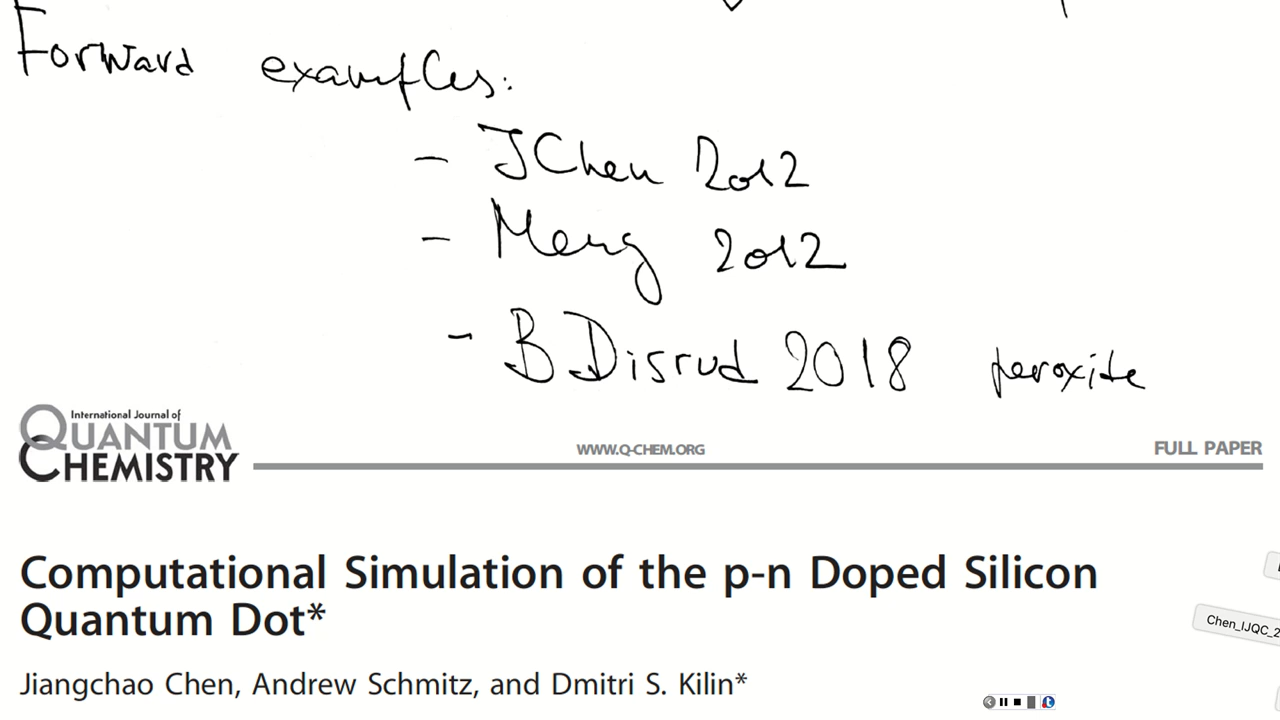 Forward examples:
- JChen 2012
- Meng 2012
- B Disrud 2018 peroxite
International Journal of
QUANTUM
CHEMISTRY
WWW.Q-CHEM.ORG
FULL PAPER
Computational Simulation of the p-n Doped Silicon
Quantum Dot*
Chen_IJQC_2
Jiangchao Chen, Andrew Schmitz, and Dmitri S. Kilin*